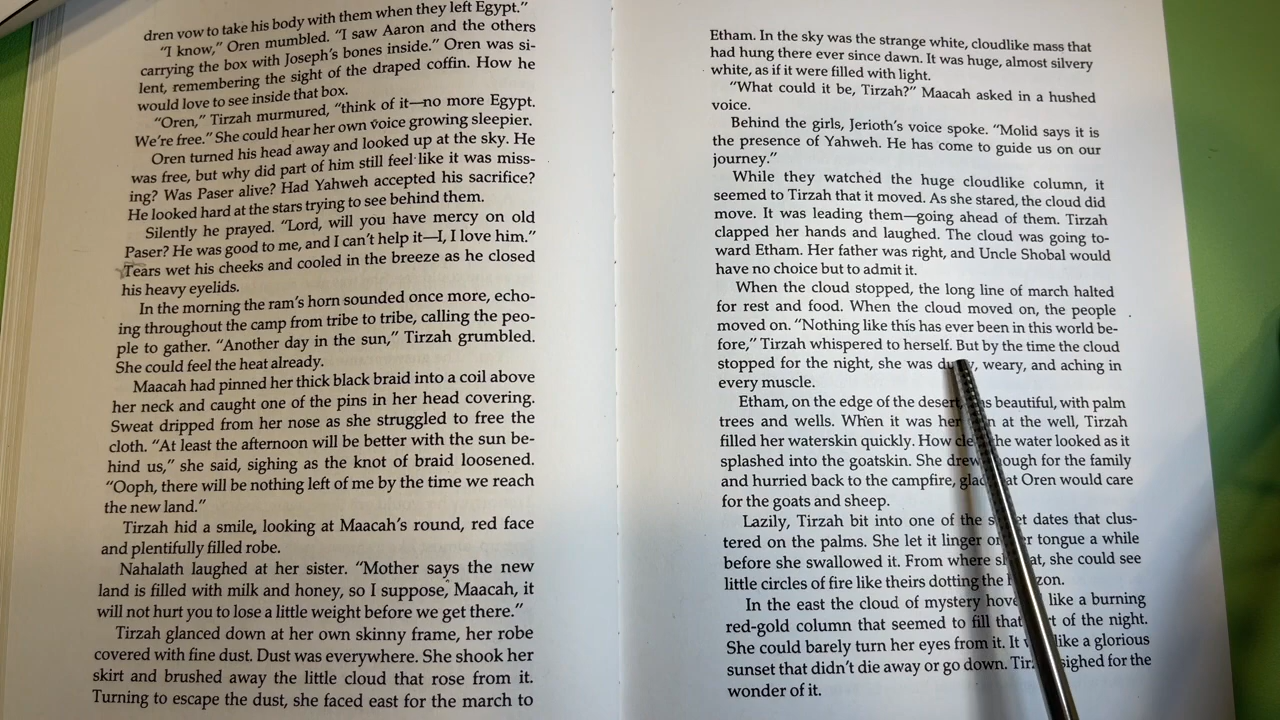 dren vow to take his body with them when they left Egypt."
"I know," Oren mumbled. "I saw Aaron and the others
carrying the box with Joseph's bones inside." Oren was si-
lent, remembering the sight of the draped coffin. How he
would love to see inside that box.
"Oren," Tirzah murmured, "think of it—no more Egypt.
We're free." She could hear her own voice growing sleepier.
Oren turned his head away and looked up at the sky. He
was free, but why did part of him still feel like it was miss-
ing? Was Paser alive? Had Yahweh accepted his sacrifice?
He looked hard at the stars trying to see behind them.
Silently he prayed. "Lord, will you have mercy on old
Paser? He was good to me, and I can't help it—I, I love him."
Tears wet his cheeks and cooled in the breeze as he closed
his heavy eyelids.
In the morning the ram's horn sounded once more, echo-
ing throughout the camp from tribe to tribe, calling the peo-
ple to gather. "Another day in the sun," Tirzah grumbled.
She could feel the heat already.
Maacah had pinned her thick black braid into a coil above
her neck and caught one of the pins in her head covering.
Sweat dripped from her nose as she struggled to free the
cloth. "At least the afternoon will be better with the sun be-
hind us," she said, sighing as the knot of braid loosened.
"Ooph, there will be nothing left of me by the time we reach
the new land."
Tirzah hid a smile, looking at Maacah's round, red face
and plentifully filled robe.
Nahalath laughed at her sister. "Mother says the new
land is filled with milk and honey, so I suppose, Maacah, it
will not hurt you to lose a little weight before we get there."
Tirzah glanced down at her own skinny frame, her robe
covered with fine dust. Dust was everywhere. She shook her
skirt and brushed away the little cloud that rose from it.
Turning to escape the dust, she faced east for the march to
Etham. In the sky was the strange white, cloudlike mass that
had hung there ever since dawn. It was huge, almost silvery
white, as if it were filled with light.
"What could it be, Tirzah?" Maacah asked in a hushed
voice.
Behind the girls, Jerioth's voice spoke. "Molid says it is
the presence of Yahweh. He has come to guide us on our
journey."
While they watched the huge cloudlike column, it
seemed to Tirzah that it moved. As she stared, the cloud did
move. It was leading them—going ahead of them. Tirzah
clapped her hands and laughed. The cloud was going to-
ward Etham. Her father was right, and Uncle Shobal would
have no choice but to admit it.
When the cloud stopped, the long line of march halted
for rest and food. When the cloud moved on, the people
moved on. "Nothing like this has ever been in this world be-
fore," Tirzah whispered to herself. But by the time the cloud
stopped for the night, she was weary, and aching in
every muscle.
Etham, on the edge of the desert, was beautiful, with palm
trees and wells. When it was her at the well, Tirzah
filled her waterskin quickly. How the water looked as it
splashed into the goatskin. She drew enough for the family
and hurried back to the campfire, that Oren would care
for the goats and sheep.
Lazily, Tirzah bit into one of the sweet dates that clus-
tered on the palms. She let it linger on her tongue a while
before she swallowed it. From where she sat, she could see
little circles of fire like theirs dotting the horizon.
In the east the cloud of mystery hovered like a burning
red-gold column that seemed to fill that part of the night.
She could barely turn her eyes from it. It was like a glorious
sunset that didn't die away or go down. Tirzah sighed for the
wonder of it.